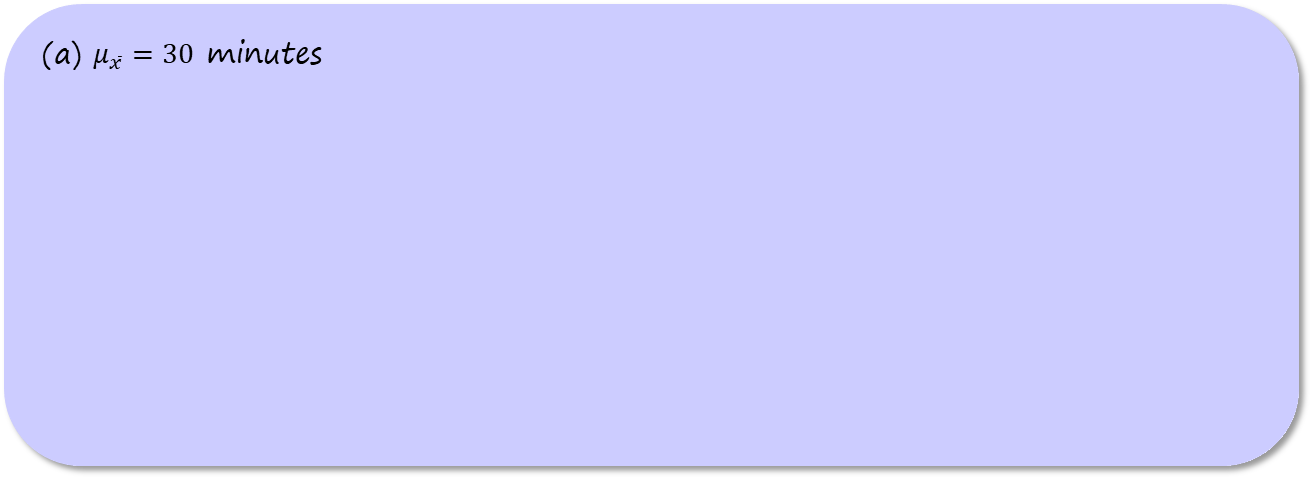 (a) μ_x̄ = 30 minutes